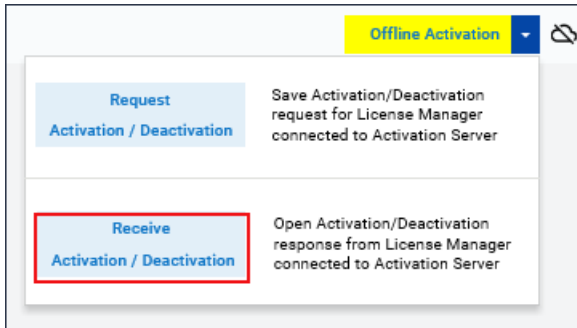 Offline Activation
Request
Activation / Deactivation
Save Activation/Deactivation
request for License Manager
connected to Activation Server
Receive
Activation / Deactivation
Open Activation/Deactivation
response from License Manager
connected to Activation Server